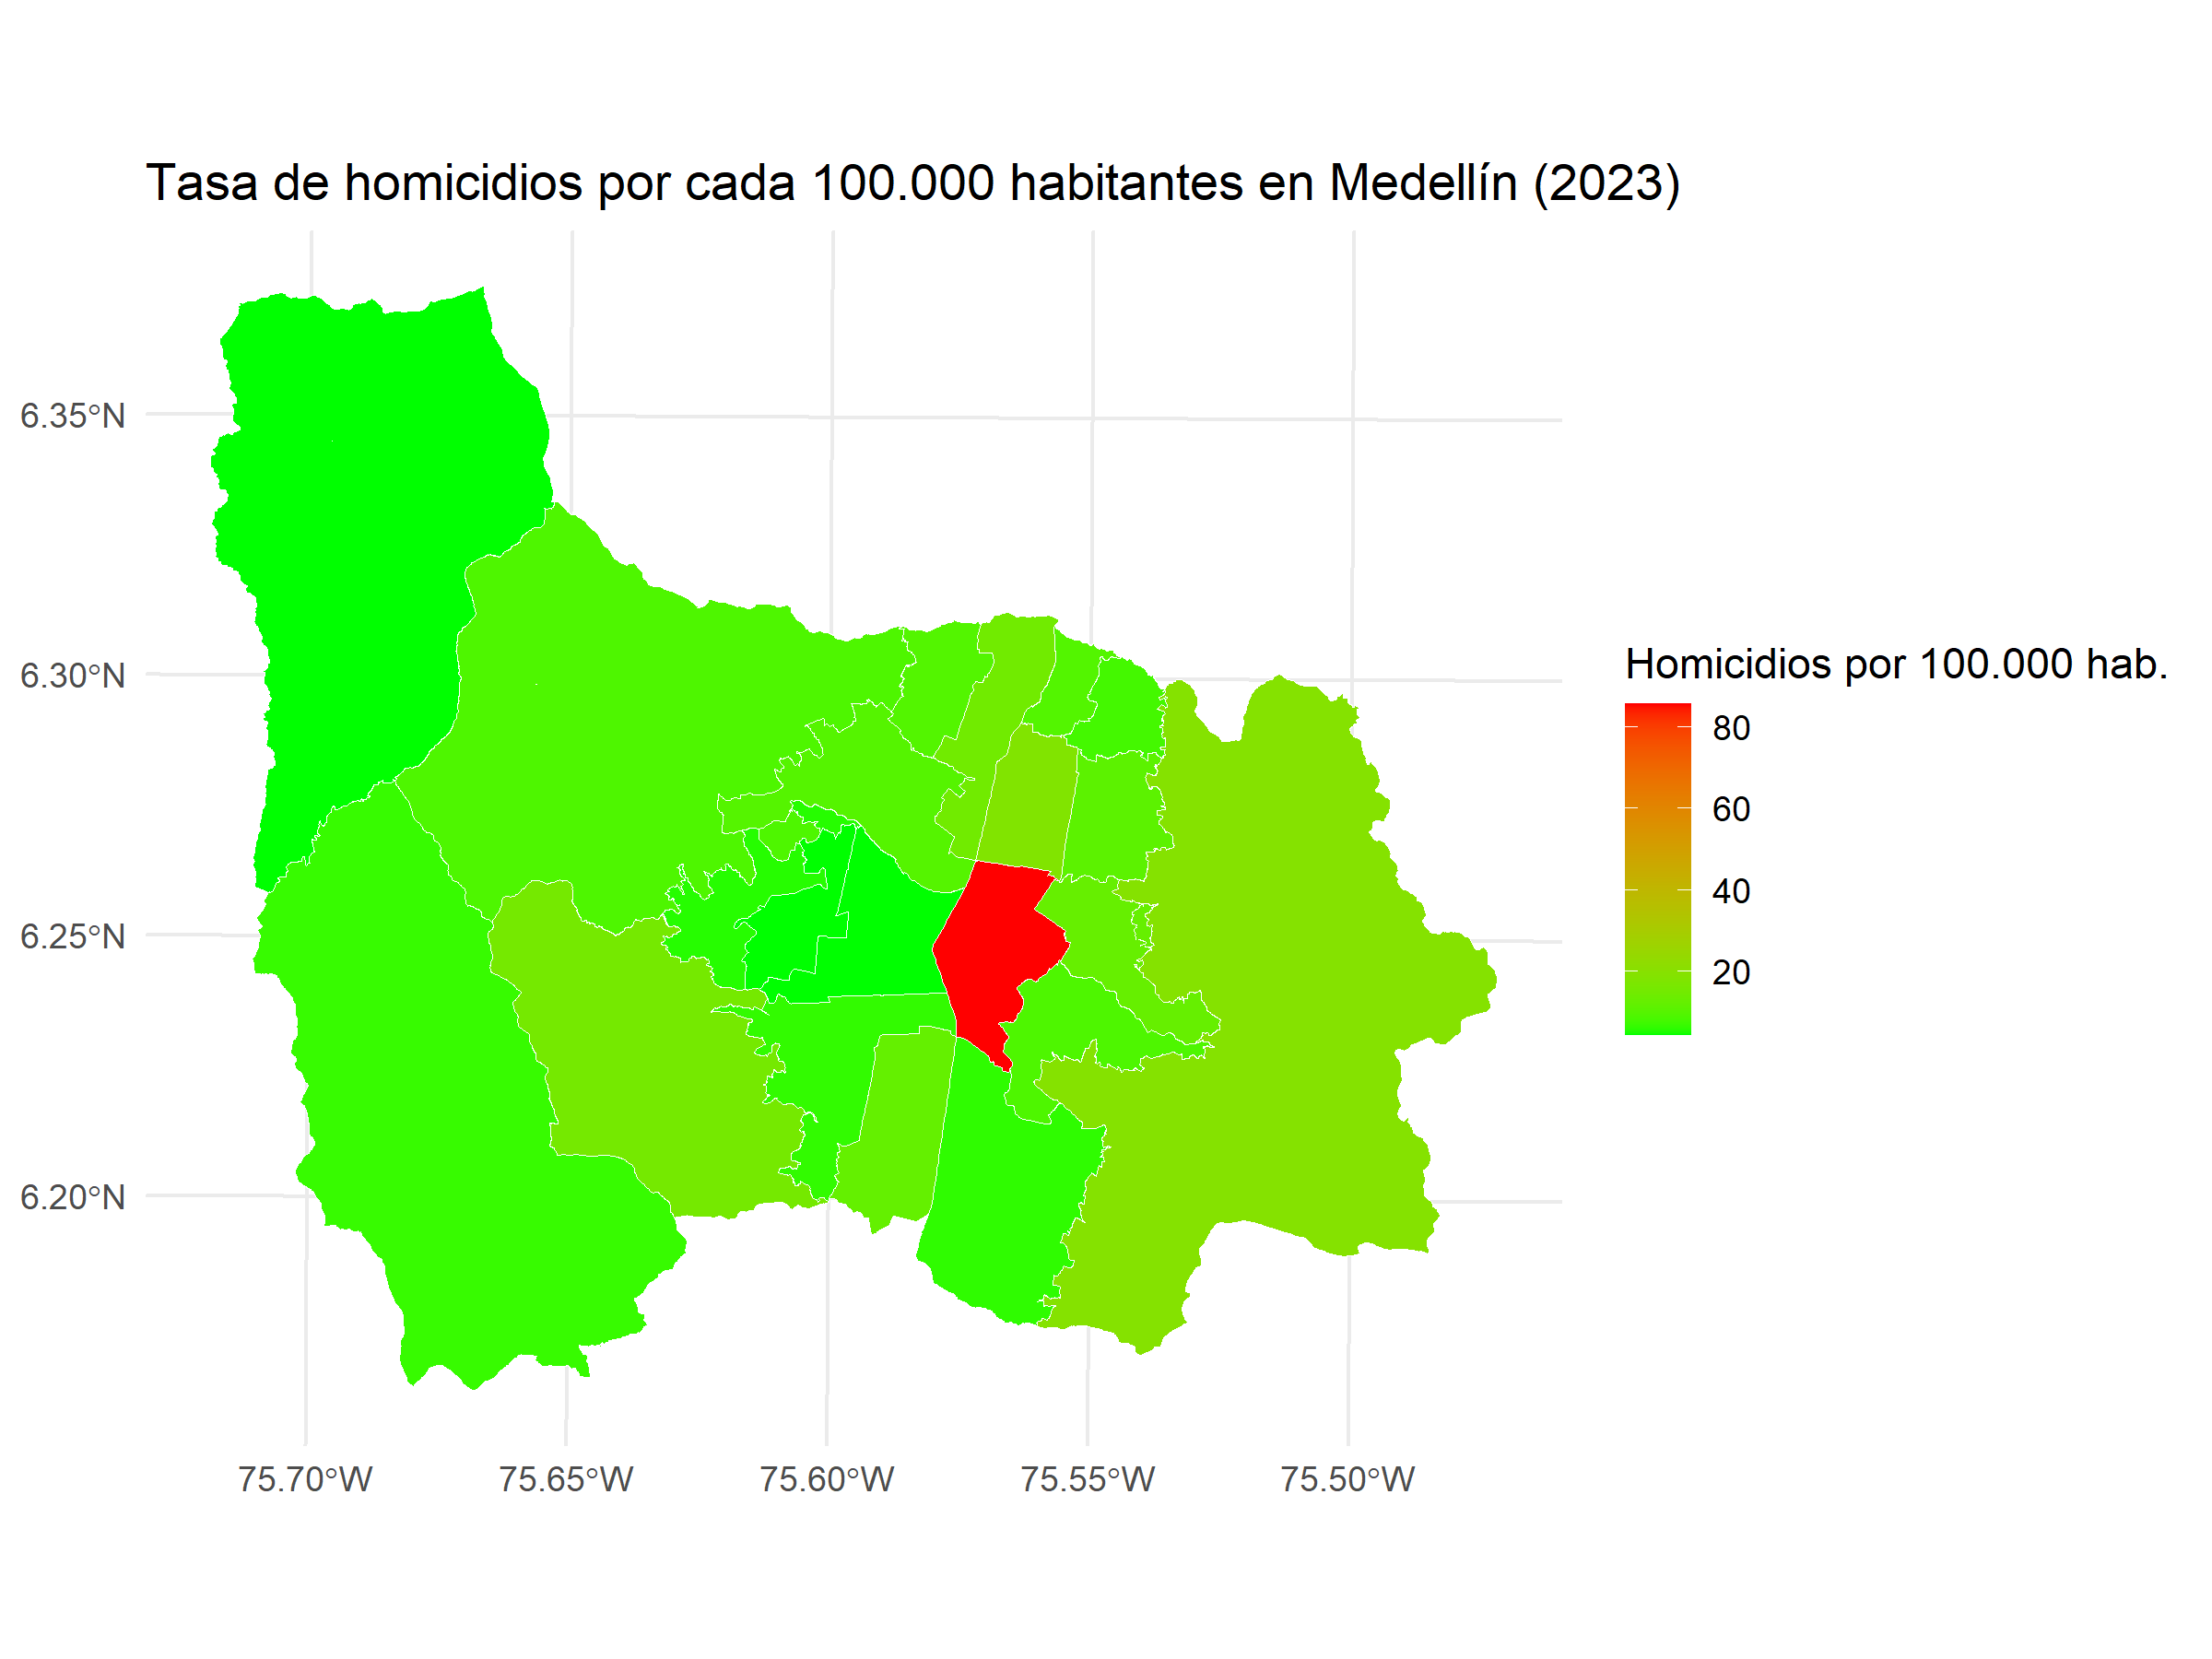 Tasa de homicidios por cada 100.000 habitantes en Medellín (2023)
6.35°N
6.30°N
6.25°N
6.20°N
75.70°W
75.65°W
75.60°W
75.55°W
75.50°W
Homicidios por 100.000 hab.
80
60
40
20